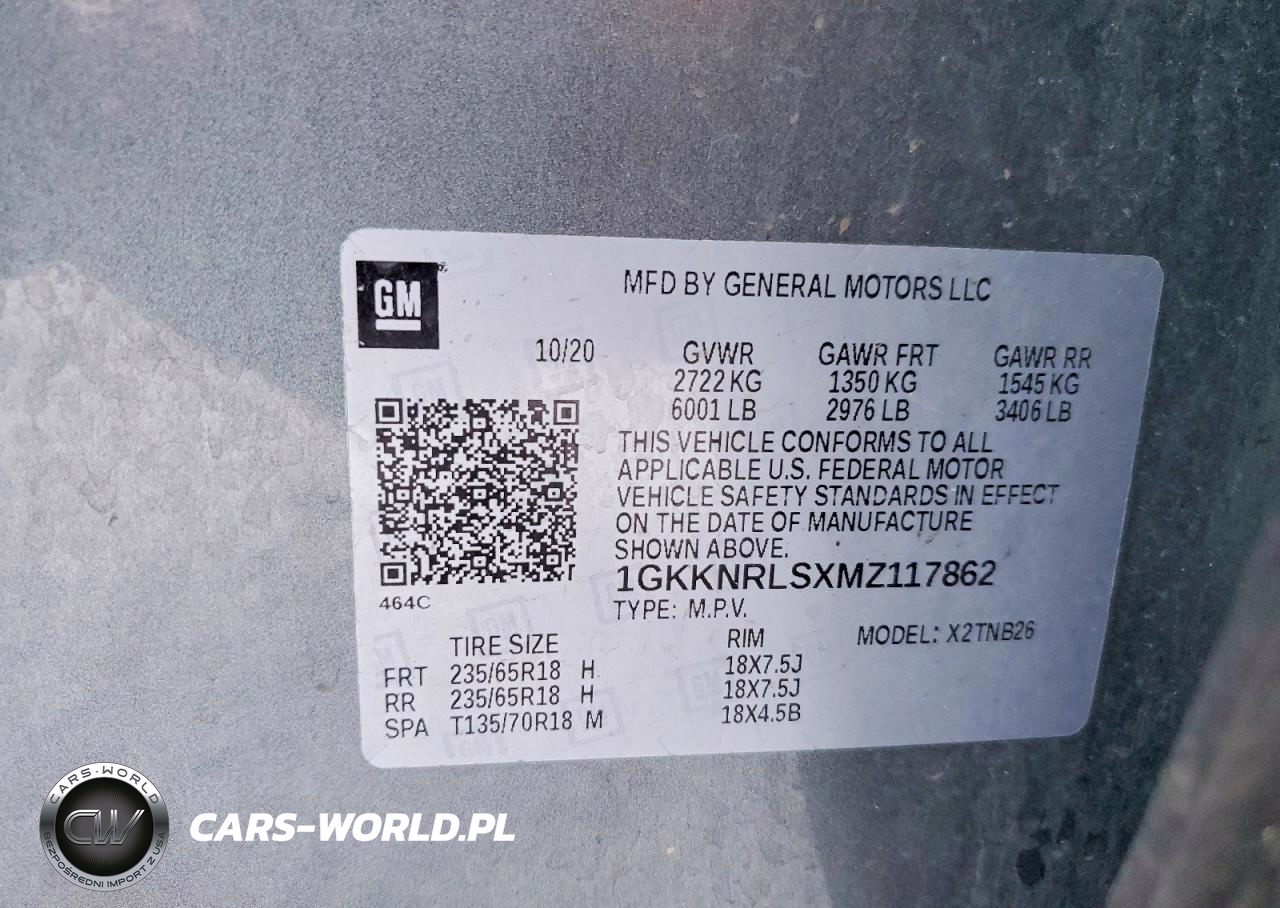 GM
MFD BY GENERAL MOTORS LLC
10/20 GVWR GAWR FRT GAWR RR
2722 KG 1350 KG 1545 KG
6001 LB 2976 LB 3406 LB
THIS VEHICLE CONFORMS TO ALL
APPLICABLE U.S. FEDERAL MOTOR
VEHICLE SAFETY STANDARDS IN EFFECT
ON THE DATE OF MANUFACTURE
SHOWN ABOVE.
1GKKNRLSXMZ117862
464C
TYPE: M.P.V.
TIRE SIZE RIM MODEL: X2TNB26
FRT 235/65R18 H 18X7.5J
RR 235/65R18 H 18X7.5J
SPA T135/70R18 M 18X4.5B
CARS-WORLD
CW
BEZPOŚREDNI IMPORT Z USA
CARS-WORLD.PL